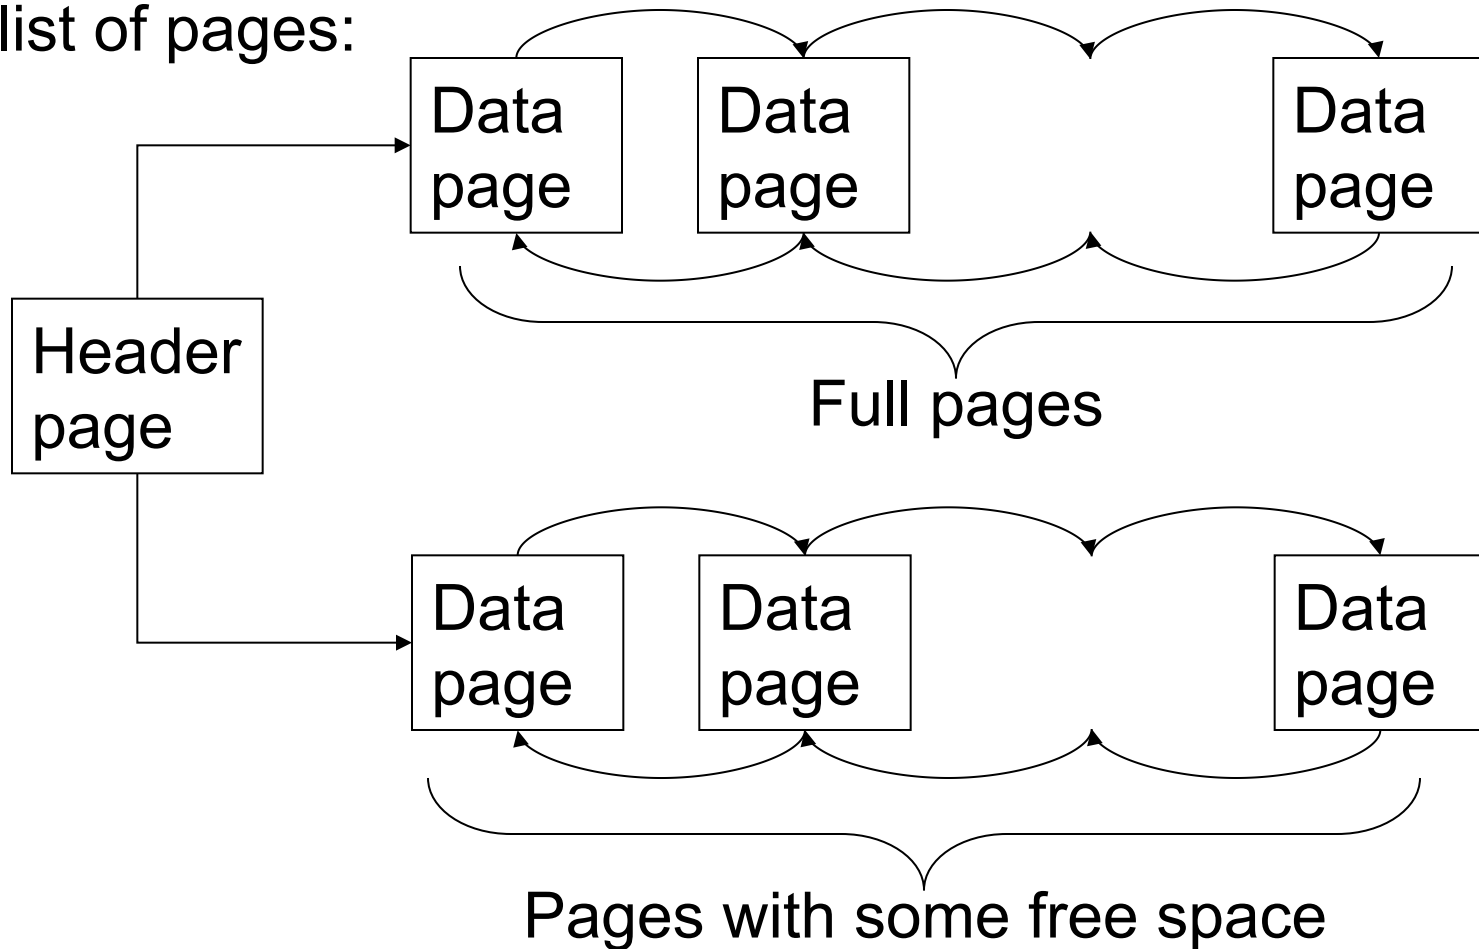 list of pages:
Data
page
Data
page
Data
page
Header
page
Full pages
Data
page
Data
page
Data
page
Pages with some free space